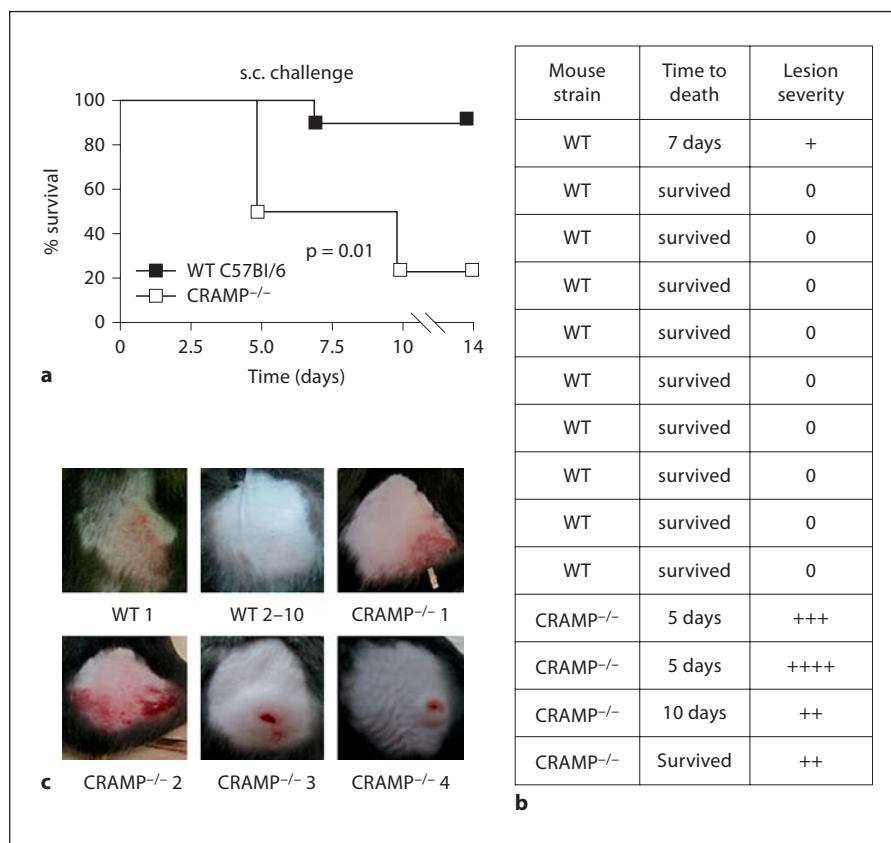 s.c. challenge
100
80
60
40
20
0
% survival
p = 0.01
WT C57Bl/6
CRAMP–/–
0 2.5 5.0 7.5 10 14
Time (days)
a
WT 1 WT 2–10 CRAMP–/– 1
CRAMP–/– 2 CRAMP–/– 3 CRAMP–/– 4
c
Mouse strain Time to death Lesion severity
WT 7 days +
WT survived 0
WT survived 0
WT survived 0
WT survived 0
WT survived 0
WT survived 0
WT survived 0
WT survived 0
WT survived 0
CRAMP–/– 5 days +++
CRAMP–/– 5 days ++++
CRAMP–/– 10 days ++
CRAMP–/– Survived ++
b